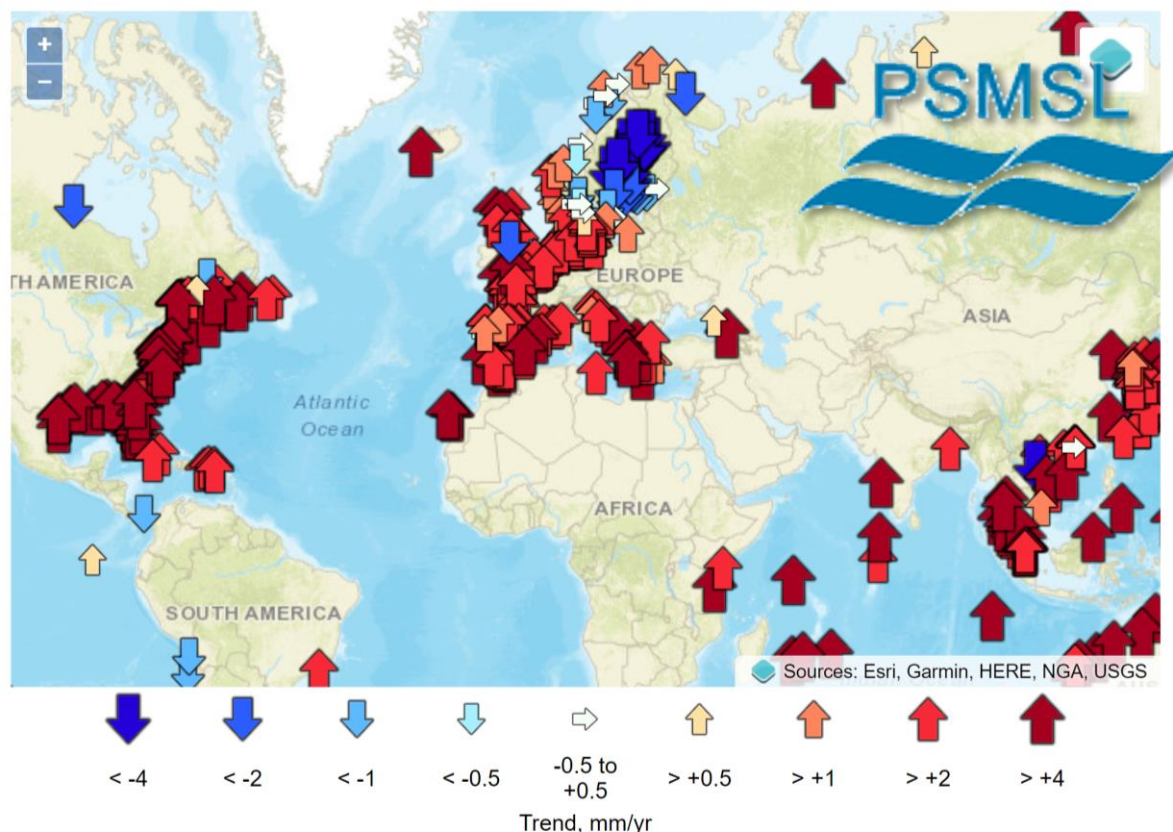 +
−
PSMSL
TH AMERICA
EUROPE
ASIA
Atlantic
Ocean
AFRICA
SOUTH AMERICA
Sources: Esri, Garmin, HERE, NGA, USGS
< -4
< -2
< -1
< -0.5
-0.5 to
+0.5
> +0.5
> +1
> +2
> +4
Trend, mm/yr